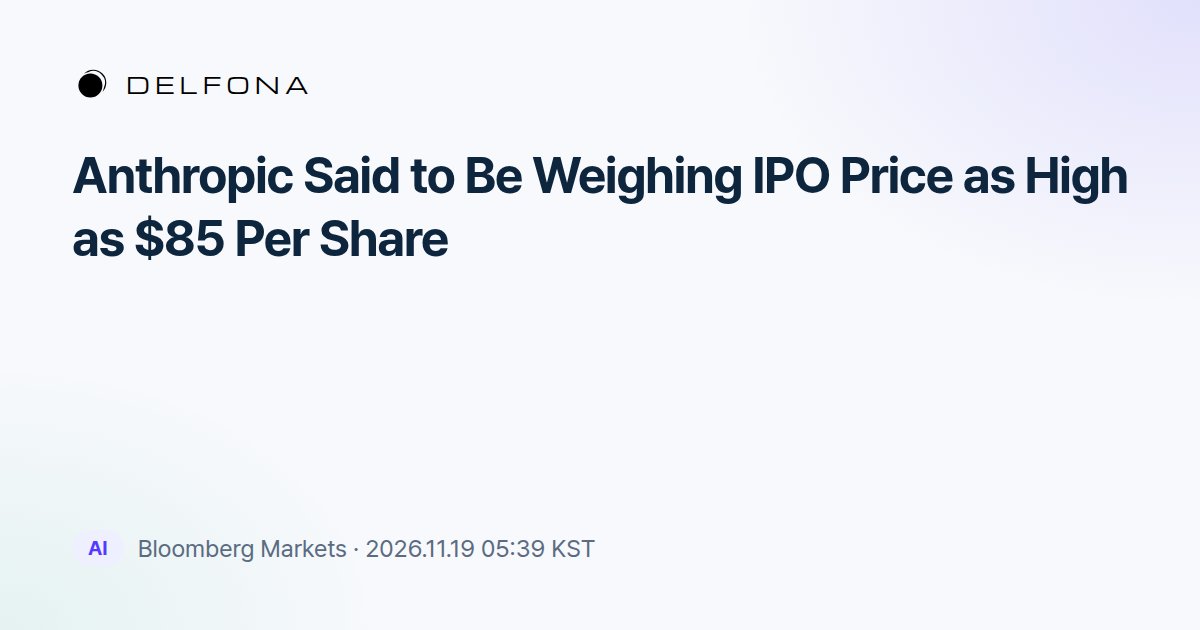 DELFONA
Anthropic Said to Be Weighing IPO Price as High
as $85 Per Share
AI Bloomberg Markets · 2026.11.19 05:39 KST